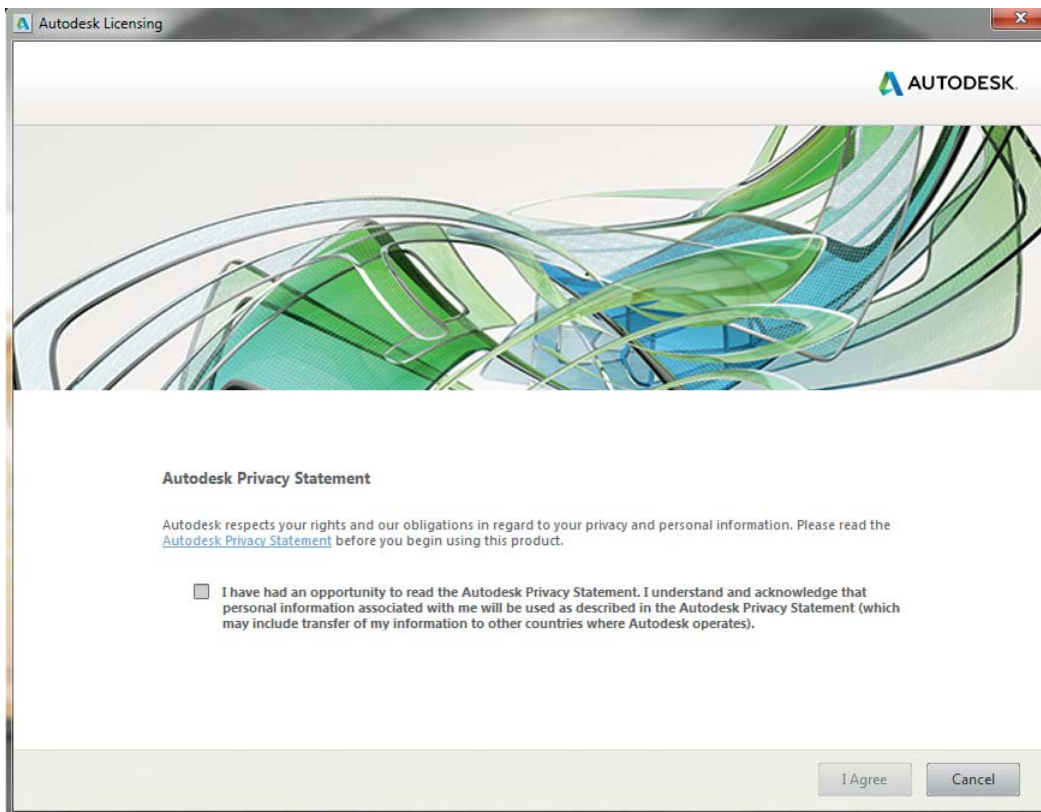 Autodesk Licensing
AUTODESK.
Autodesk Privacy Statement
Autodesk respects your rights and our obligations in regard to your privacy and personal information. Please read the
Autodesk Privacy Statement before you begin using this product.
I have had an opportunity to read the Autodesk Privacy Statement. I understand and acknowledge that
personal information associated with me will be used as described in the Autodesk Privacy Statement (which
may include transfer of my information to other countries where Autodesk operates).
I Agree Cancel